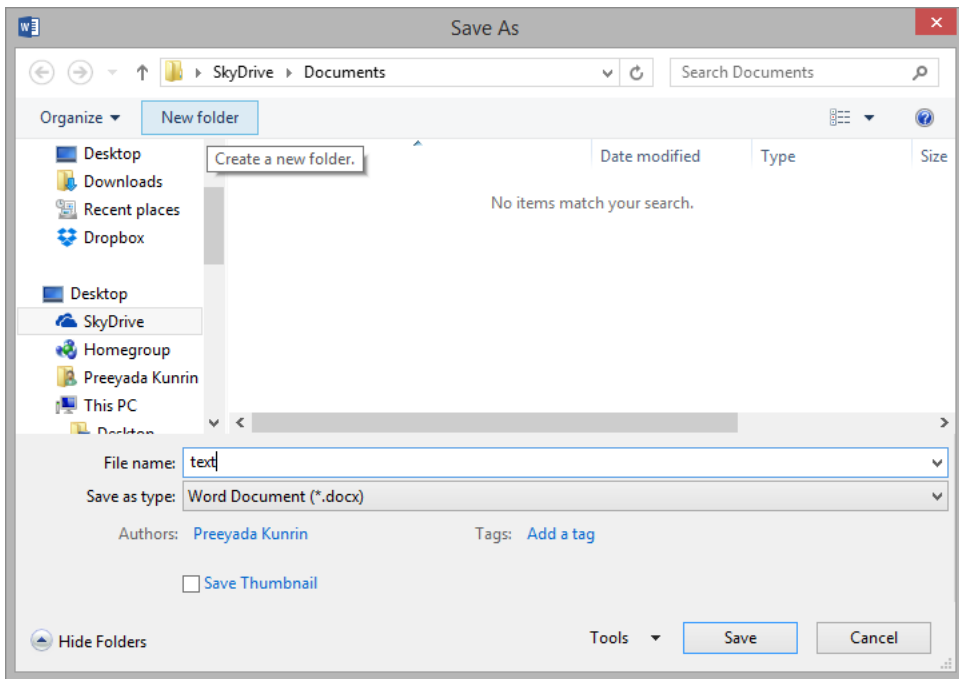 Save As
SkyDrive Documents Search Documents
Organize New folder
Create a new folder.
Date modified Type Size
No items match your search.
Desktop
Downloads
Recent places
Dropbox
Desktop
SkyDrive
Homegroup
Preeyada Kunrin
This PC
Desktop
File name: text
Save as type: Word Document (*.docx)
Authors: Preeyada Kunrin Tags: Add a tag
Save Thumbnail
Hide Folders Tools Save Cancel